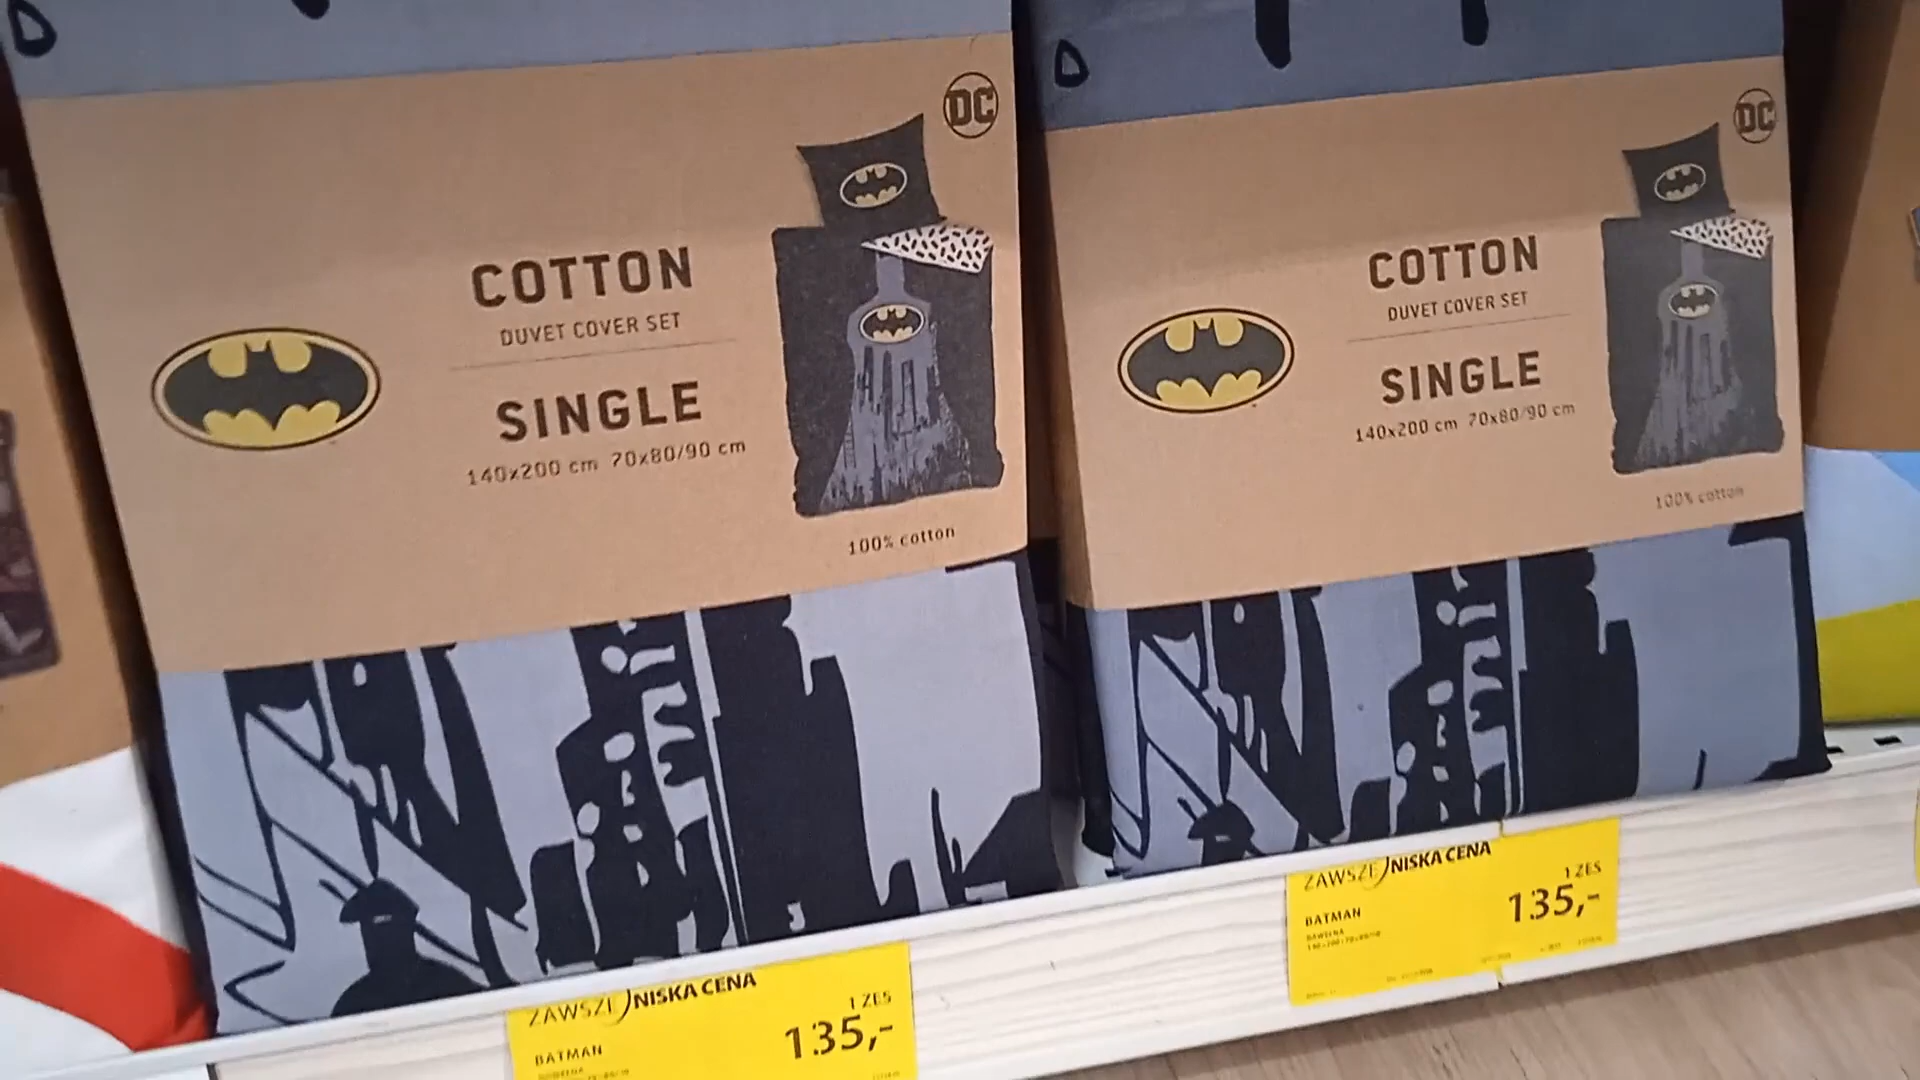 DC
COTTON
DUVET COVER SET
SINGLE
140x200 cm 70x80/90 cm
100% cotton
DC
COTTON
DUVET COVER SET
SINGLE
140x200 cm 70x80/90 cm
100% cotton
ZAWSZE NISKA CENA
1 ZES
135,-
BATMAN
ZAWSZE NISKA CENA
1 ZES
135,-
BATMAN
BAWEŁNA